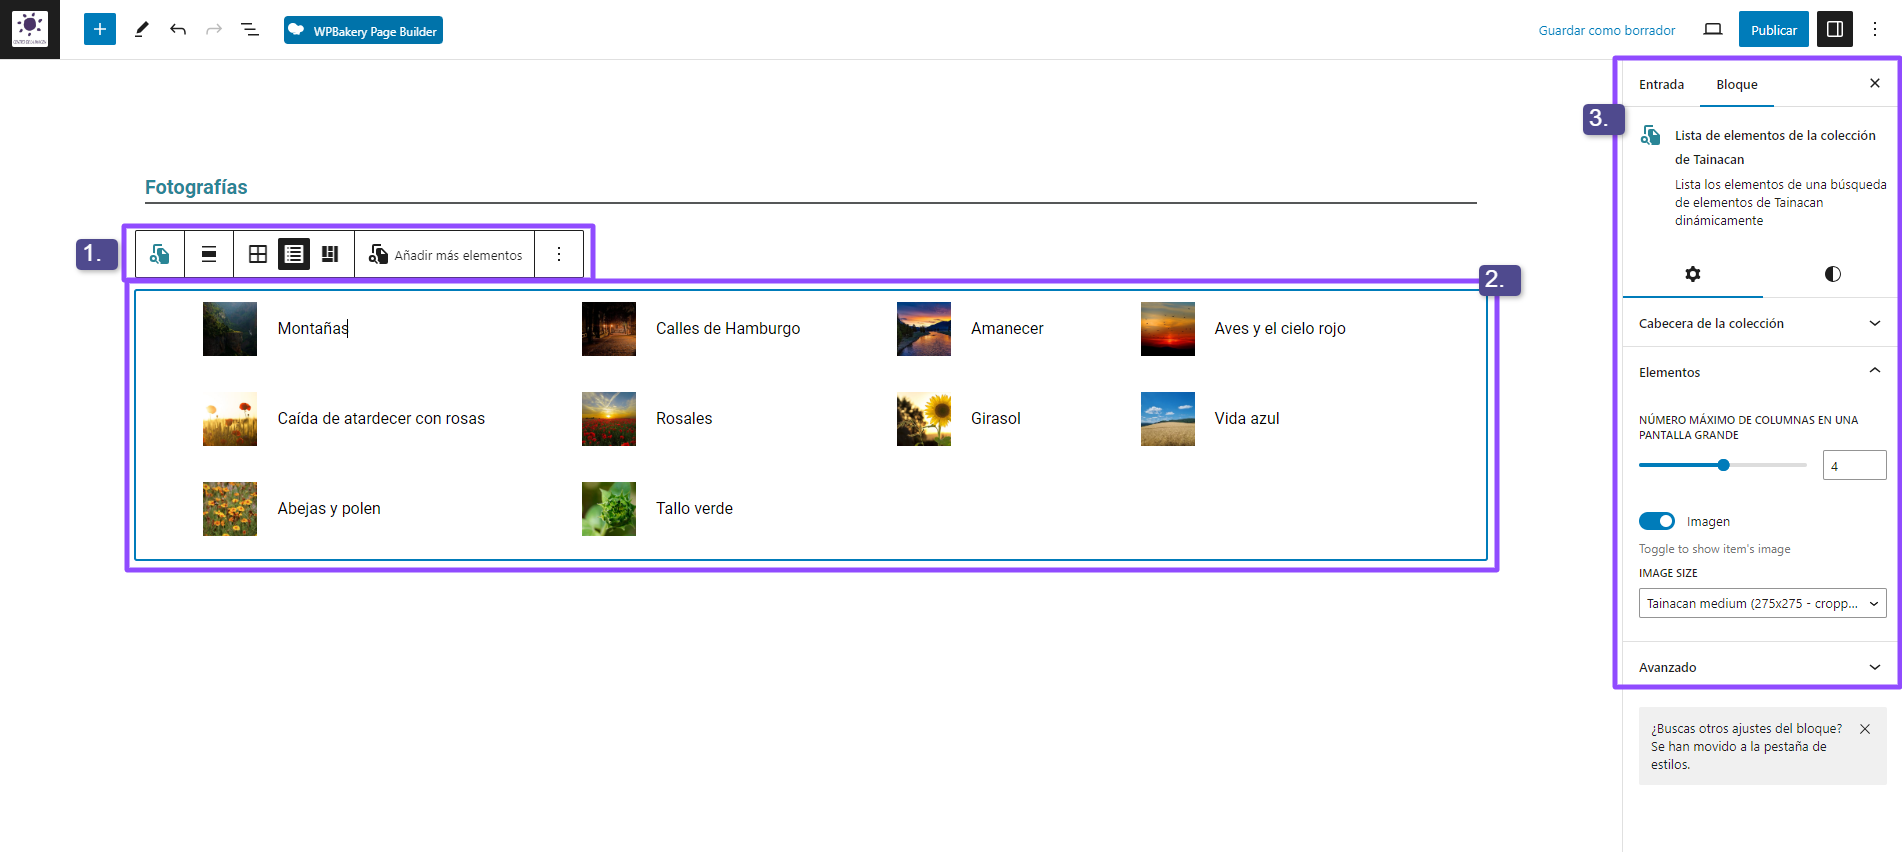 CENTRO DE LA IMAGEN
WPBakery Page Builder
Guardar como borrador
Publicar
Entrada
Bloque
3.
Lista de elementos de la colección
de Tainacan
Lista los elementos de una búsqueda
de elementos de Tainacan
dinámicamente
Fotografías
1.
Añadir más elementos
2.
Montañas
Calles de Hamburgo
Amanecer
Aves y el cielo rojo
Caída de atardecer con rosas
Rosales
Girasol
Vida azul
Abejas y polen
Tallo verde
Cabecera de la colección
Elementos
NÚMERO MÁXIMO DE COLUMNAS EN UNA
PANTALLA GRANDE
4
Imagen
Toggle to show item's image
IMAGE SIZE
Tainacan medium (275x275 - cropp...
Avanzado
¿Buscas otros ajustes del bloque?
Se han movido a la pestaña de
estilos.